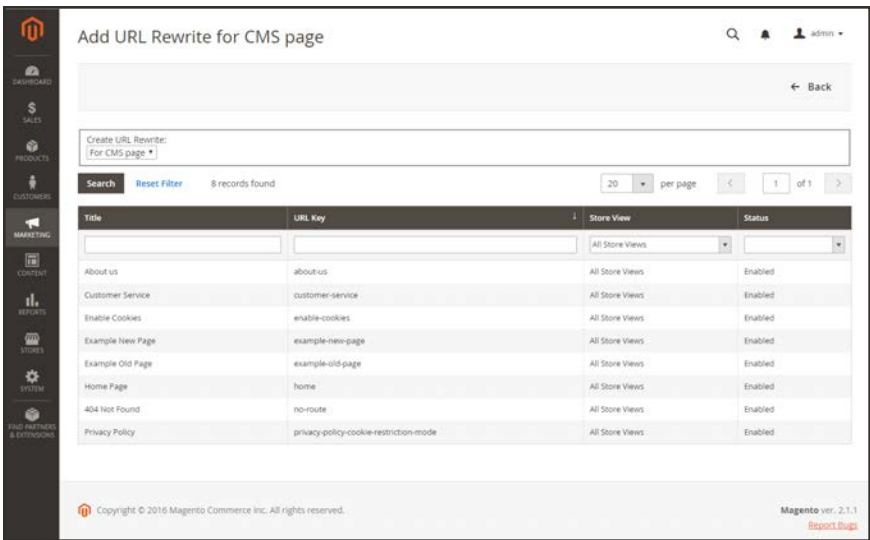 Add URL Rewrite for CMS page
admin
Back
DASHBOARD
SALES
PRODUCTS
CUSTOMERS
MARKETING
CONTENT
REPORTS
STORES
SYSTEM
FIND PARTNERS
& EXTENSIONS
Create URL Rewrite:
For CMS page
Search Reset Filter 8 records found 20 per page 1 of 1
Title URL Key Store View Status
All Store Views
About us about-us All Store Views Enabled
Customer Service customer-service All Store Views Enabled
Enable Cookies enable-cookies All Store Views Enabled
Example New Page example-new-page All Store Views Enabled
Example Old Page example-old-page All Store Views Enabled
Home Page home All Store Views Enabled
404 Not Found no-route All Store Views Enabled
Privacy Policy privacy-policy-cookie-restriction-mode All Store Views Enabled
Copyright © 2016 Magento Commerce Inc. All rights reserved.
Magento ver. 2.1.1
Report Bugs